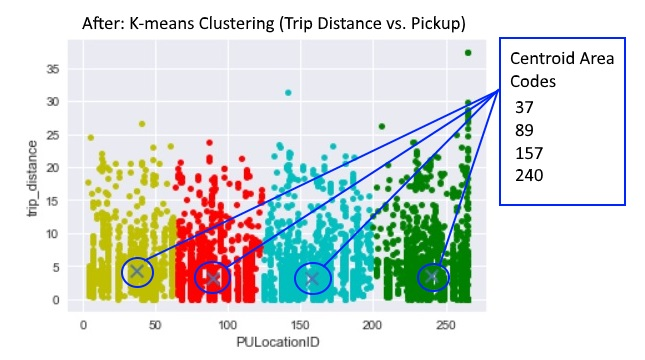 After: K-means Clustering (Trip Distance vs. Pickup)
Centroid Area
Codes
37
89
157
240
35
30
25
20
15
10
5
0
trip_distance
0 50 100 150 200 250
PULocationID